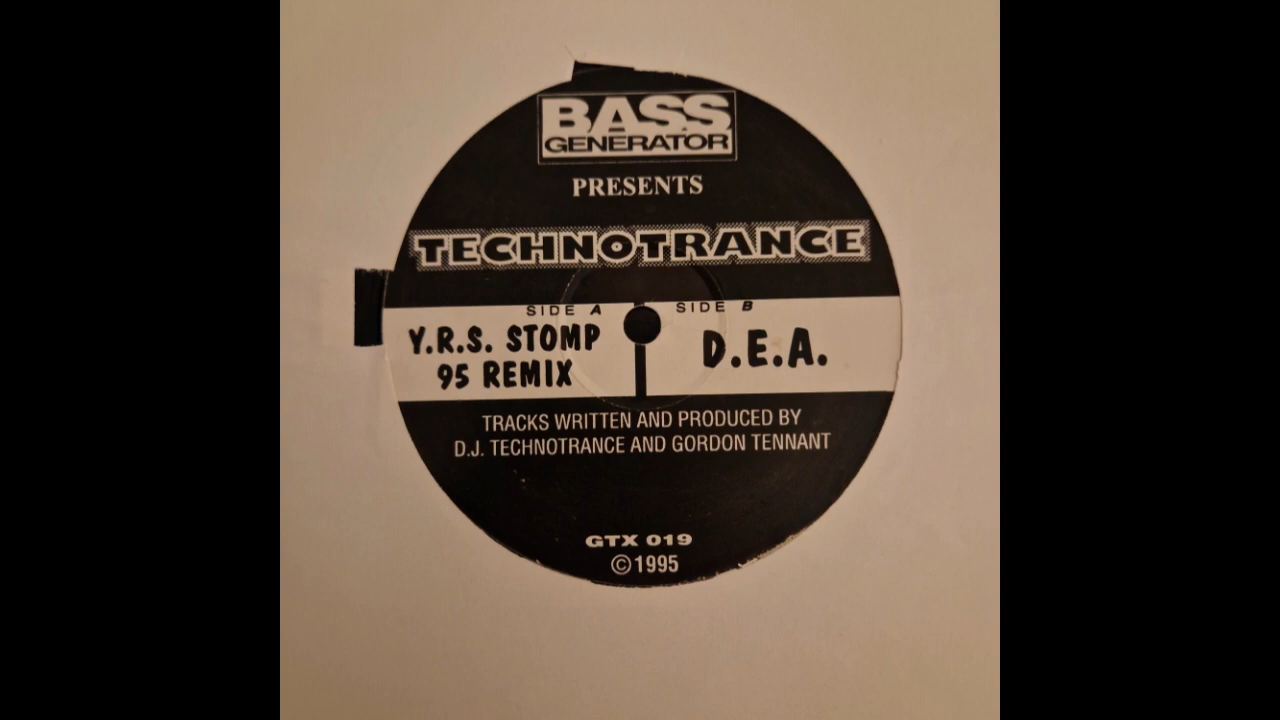 BASS
GENERATOR
PRESENTS
TECHNOTRANCE
SIDE A
Y.R.S. STOMP
95 REMIX
SIDE B
D.E.A.
TRACKS WRITTEN AND PRODUCED BY
D.J. TECHNOTRANCE AND GORDON TENNANT
GTX 019
©1995